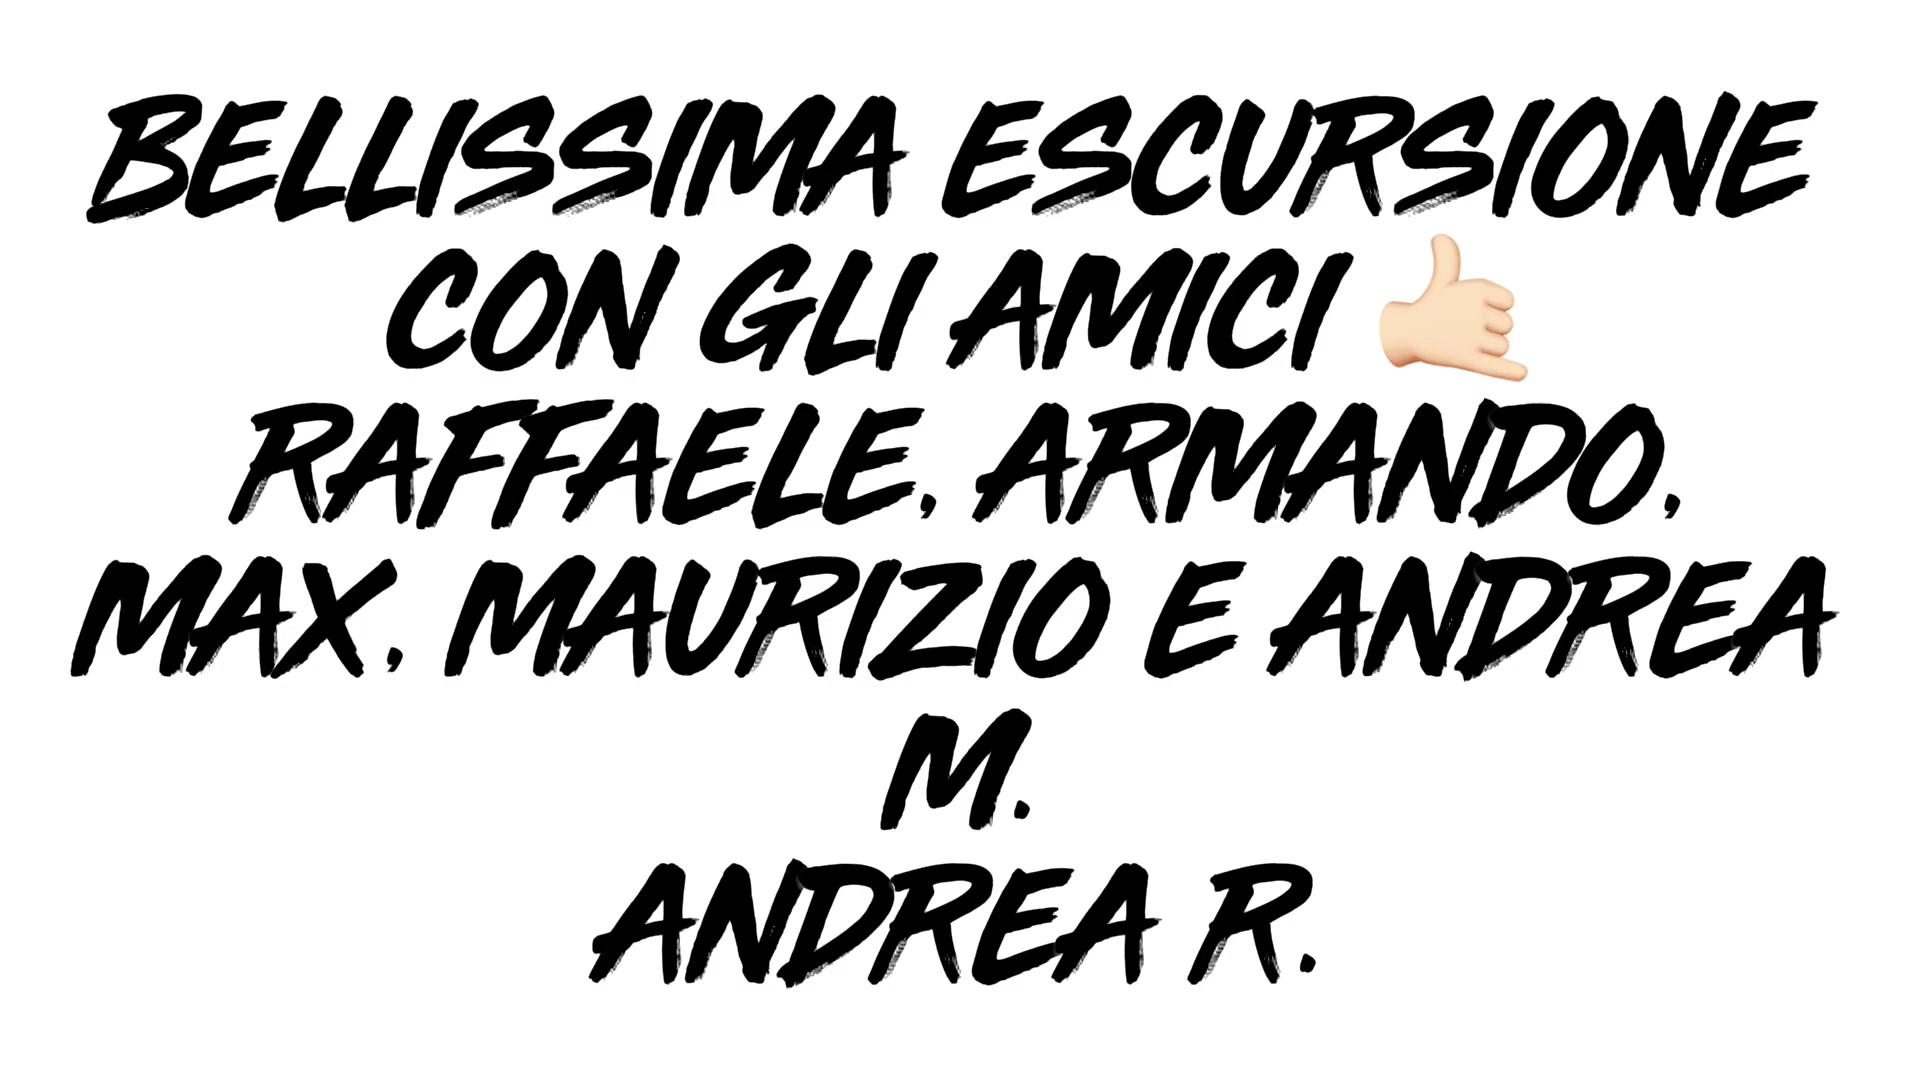 BELLISSIMA ESCURSIONE
CON GLI AMICI 🤙🏻
RAFFAELE, ARMANDO,
MAX, MAURIZIO E ANDREA
M.
ANDREA R.